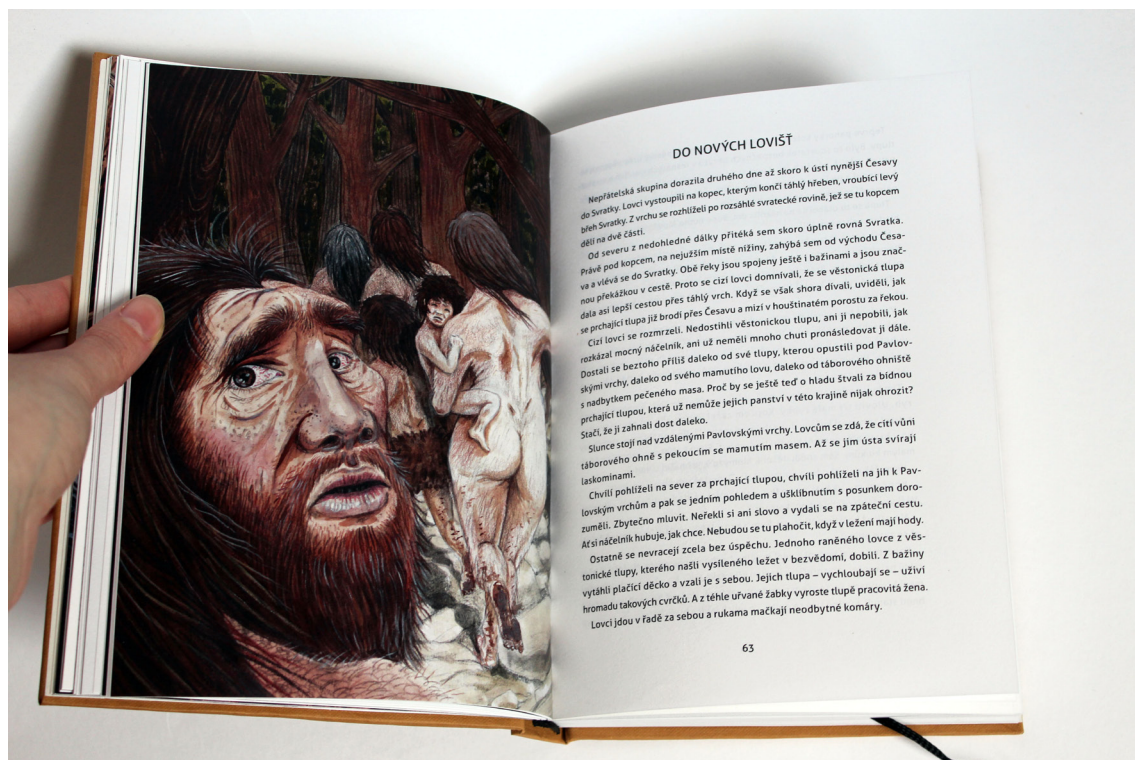 DO NOVÝCH LOVIŠŤ
Nepřátelská skupina dorazila druhého dne až skoro k ústí nynější Česavy
do Svratky. Lovci vystoupili na kopec, kterým končí táhlý hřeben, vroubící levý
břeh Svratky. Z vrchu se rozhlíželi po rozsáhlé svratecké rovině, jež se tu kopcem
dělí na dvě části.
Od severu z nedohledné dálky přitéká sem skoro úplně rovná Svratka.
Právě pod kopcem, na nejužším místě nížiny, zahýbá sem od východu Česa-
va a vlévá se do Svratky. Obě řeky jsou spojeny ještě i bažinami a jsou znač-
nou překážkou v cestě. Proto se cizí lovci domnívali, že se věstonická tlupa
dala asi lepší cestou přes táhlý vrch. Když se však shora dívali, uviděli, jak
se prchající tlupa již brodí přes Česavu a mizí v houštinatém porostu za řekou.
Cizí lovci se rozmrzeli. Nedostihli věstonickou tlupu, ani ji nepobili, jak
rozkázal mocný náčelník, ani už neměli mnoho chuti pronásledovat ji dále.
Dostali se beztoho příliš daleko od své tlupy, kterou opustili pod Pavlov-
skými vrchy, daleko od svého mamutího lovu, daleko od táborového ohniště
s nadbytkem pečeného masa. Proč by se ještě teď o hladu štvali za bídnou
prchající tlupou, která už nemůže jejich panství v této krajině nijak ohrozit?
Stačí, že ji zahnali dost daleko.
Slunce stojí nad vzdálenými Pavlovskými vrchy. Lovcům se zdá, že cítí vůni
táborového ohně s pekoucím se mamutím masem. Až se jim ústa svírají
laskominami.
Chvíli pohlíželi na sever za prchající tlupou, chvíli pohlíželi na jih k Pav-
lovským vrchům a pak se jedním pohledem a ušklíbnutím s posunkem doro-
zuměli. Zbytečno mluvit. Neřekli si ani slovo a vydali se na zpáteční cestu.
Ať si náčelník hubuje, jak chce. Nebudou se tu plahočit, když v ležení mají hody.
Ostatně se nevracejí zcela bez úspěchu. Jednoho raněného lovce z věs-
tonické tlupy, kterého našli vysíleného ležet v bezvědomí, dobili. Z bažiny
vytáhli plačící děcko a vzali je s sebou. Jejich tlupa – vychloubají se – uživí
hromadu takových cvrčků. A z téhle uřvané žabky vyroste tlupě pracovitá žena.
Lovci jdou v řadě za sebou a rukama mačkají neodbytné komáry.
63